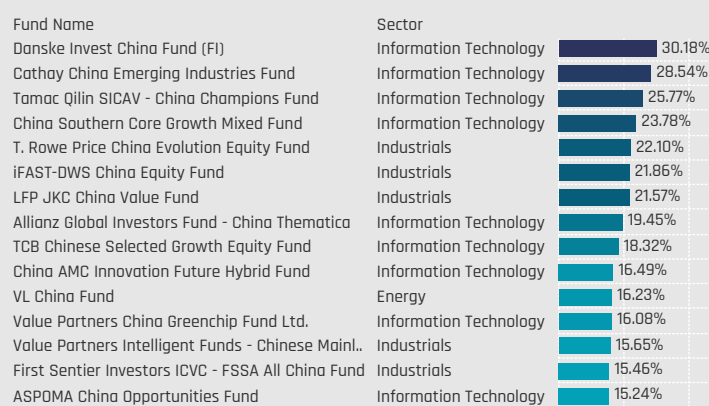 Fund Name Sector
Danske Invest China Fund (FI) Information Technology 30.18%
Cathay China Emerging Industries Fund Information Technology 28.54%
Tamac Qilin SICAV - China Champions Fund Information Technology 25.77%
China Southern Core Growth Mixed Fund Information Technology 23.78%
T. Rowe Price China Evolution Equity Fund Industrials 22.10%
iFAST-DWS China Equity Fund Industrials 21.86%
LFP JKC China Value Fund Industrials 21.57%
Allianz Global Investors Fund - China Thematica Information Technology 19.45%
TCB Chinese Selected Growth Equity Fund Information Technology 18.32%
China AMC Innovation Future Hybrid Fund Information Technology 16.49%
VL China Fund Energy 16.23%
Value Partners China Greenchip Fund Ltd. Information Technology 16.08%
Value Partners Intelligent Funds - Chinese Mainl.. Industrials 15.65%
First Sentier Investors ICVC - FSSA All China Fund Industrials 15.46%
ASPOMA China Opportunities Fund Information Technology 15.24%